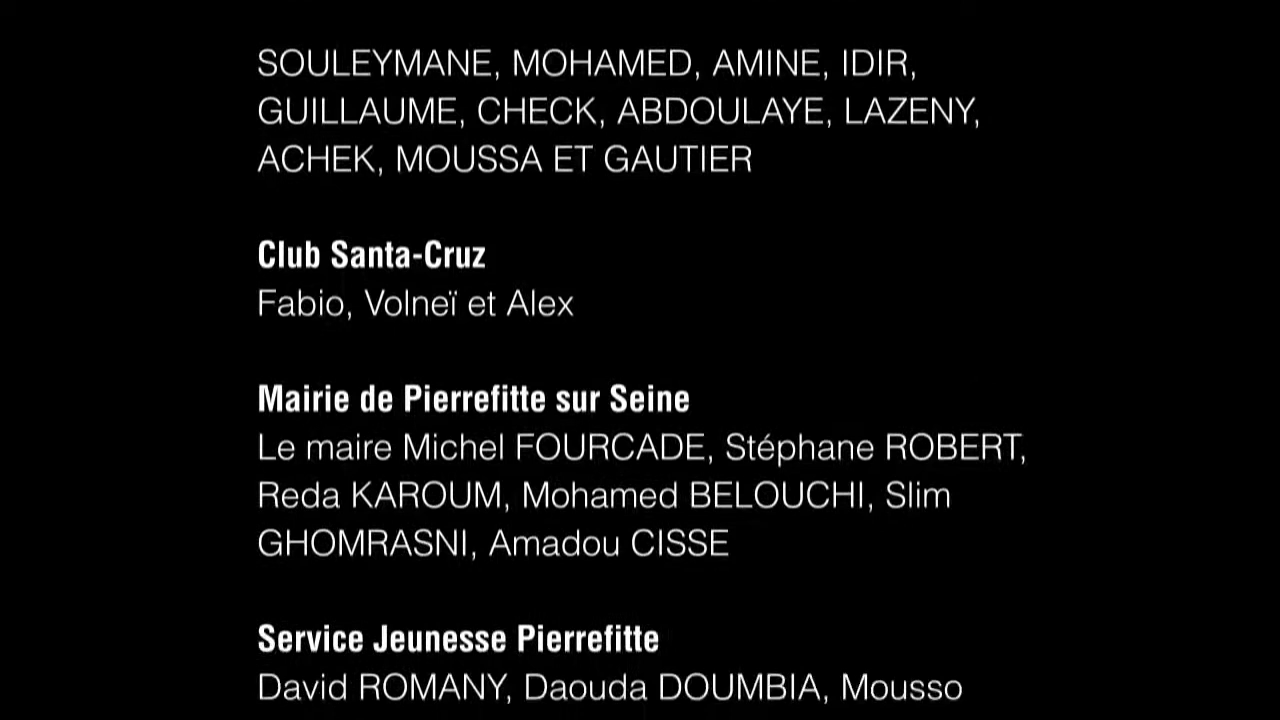 SOULEYMANE, MOHAMED, AMINE, IDIR,
GUILLAUME, CHECK, ABDOULAYE, LAZENY,
ACHEK, MOUSSA ET GAUTIER
Club Santa-Cruz
Fabio, Volneï et Alex
Mairie de Pierrefitte sur Seine
Le maire Michel FOURCADE, Stéphane ROBERT,
Reda KAROUM, Mohamed BELOUCHI, Slim
GHOMRASNI, Amadou CISSE
Service Jeunesse Pierrefitte
David ROMANY, Daouda DOUMBIA, Mousso